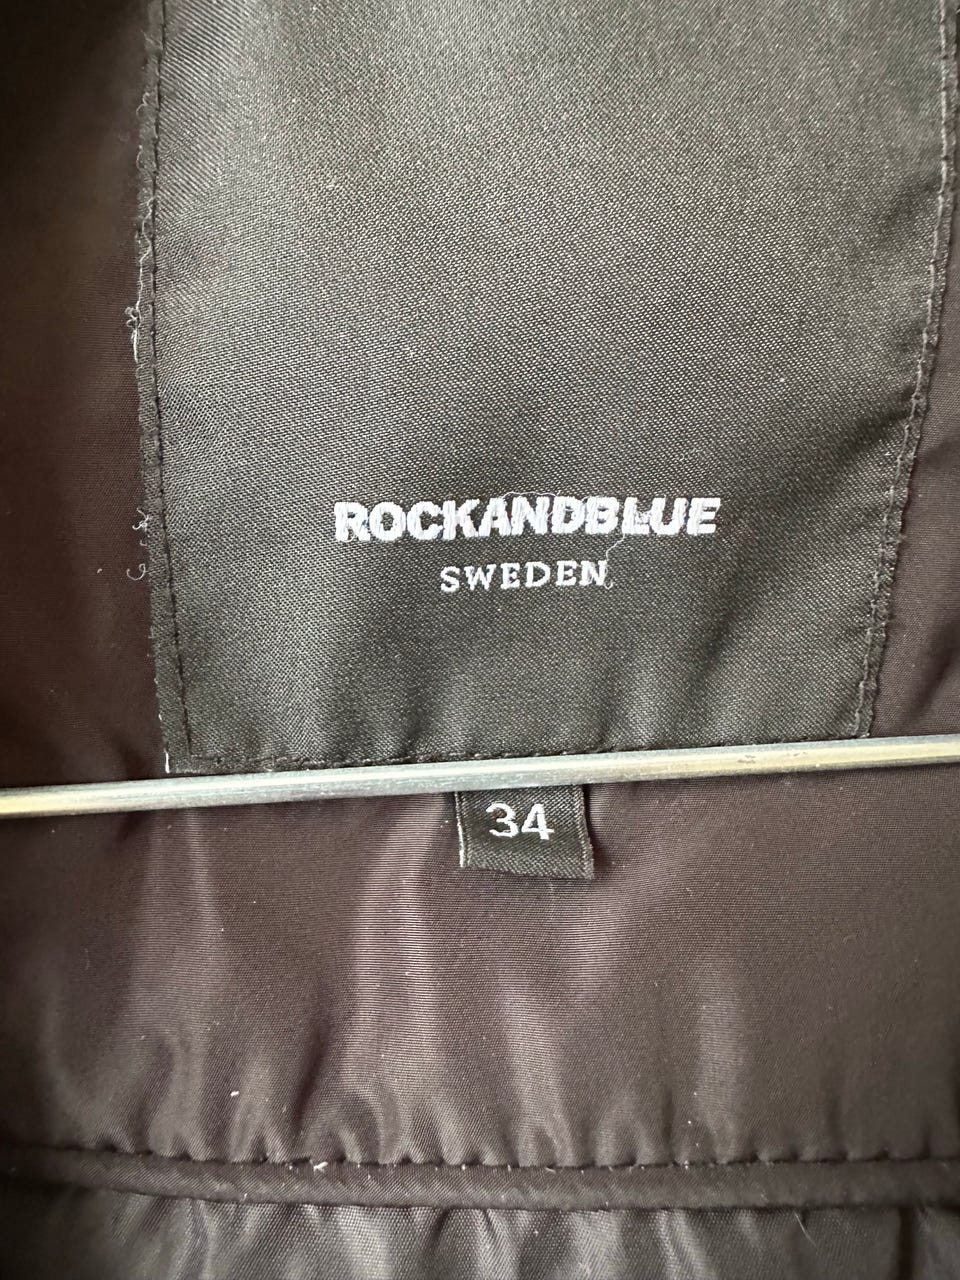 ROCKANDBLUE
SWEDEN
34